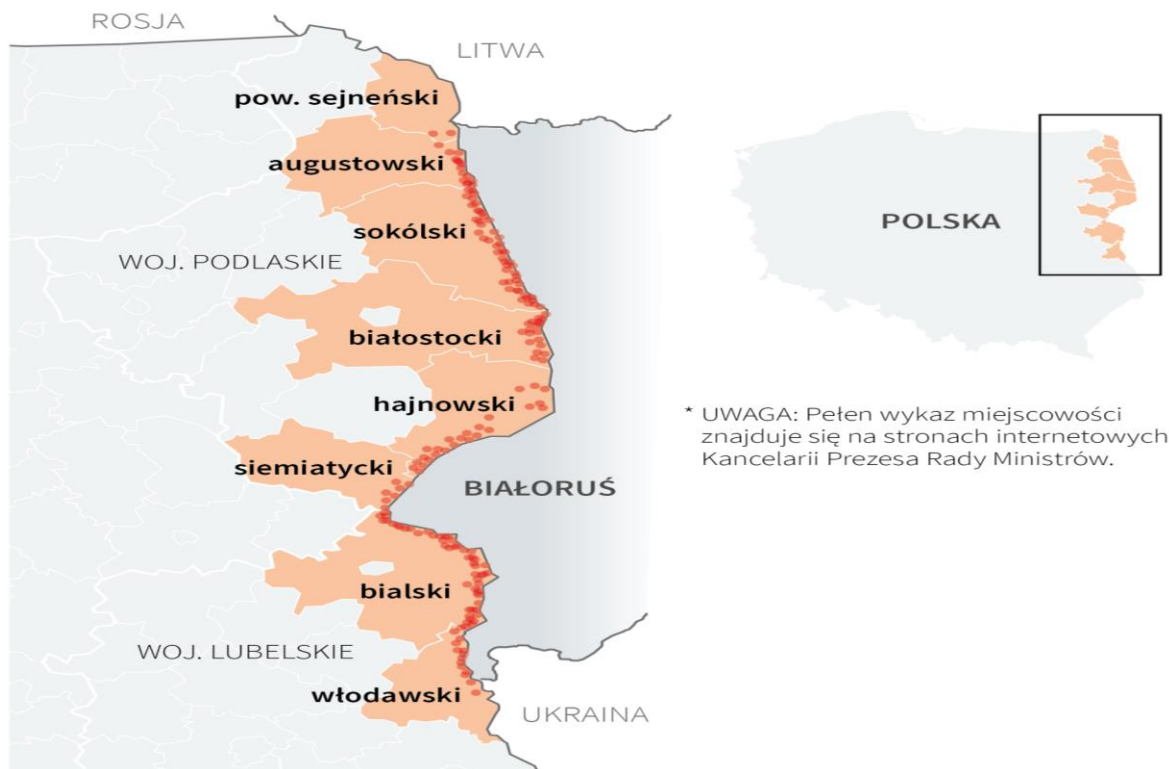 ROSJA
LITWA
pow. sejneński
augustowski
sokólski
WOJ. PODLASKIE
białostocki
hajnowski
siemiatycki
BIAŁORUŚ
bialski
WOJ. LUBELSKIE
włodawski
UKRAINA
POLSKA
* UWAGA: Pełen wykaz miejscowości
znajduje się na stronach internetowych
Kancelarii Prezesa Rady Ministrów.